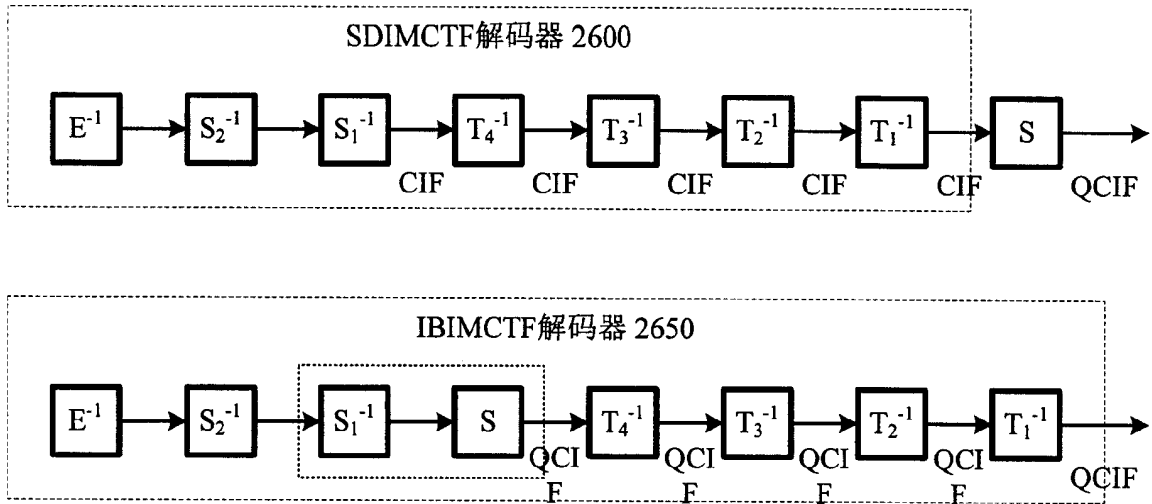 SDIMCTF解码器 2600
E⁻¹ S₂⁻¹ S₁⁻¹ T₄⁻¹ T₃⁻¹ T₂⁻¹ T₁⁻¹ S
CIF CIF CIF CIF CIF QCIF
IBIMCTF解码器 2650
E⁻¹ S₂⁻¹ S₁⁻¹ S T₄⁻¹ T₃⁻¹ T₂⁻¹ T₁⁻¹
QCI QCI QCI QCI
F F F F QCIF